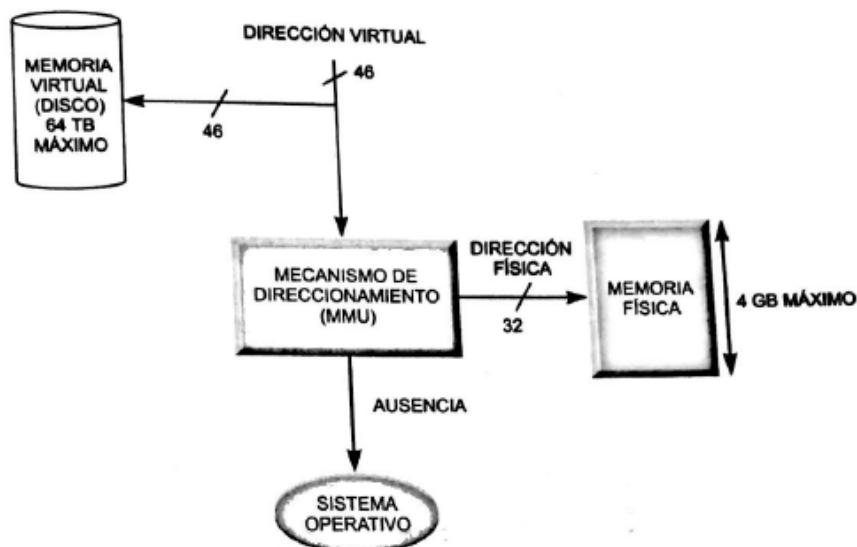 DIRECCIÓN VIRTUAL
46
MEMORIA
VIRTUAL
(DISCO)
64 TB
MÁXIMO
46
MECANISMO DE
DIRECCIONAMIENTO
(MMU)
DIRECCIÓN
FÍSICA
32
MEMORIA
FÍSICA
4 GB MÁXIMO
AUSENCIA
SISTEMA
OPERATIVO